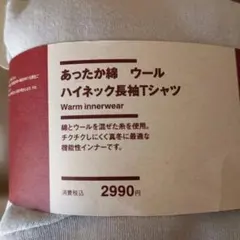 あったか綿　ウール
ハイネック長袖Tシャツ
Warm innerwear
綿とウールを混ぜた糸を使用。
チクチクしにくく真冬に最適な
機能性インナーです。
消費税込 2990円